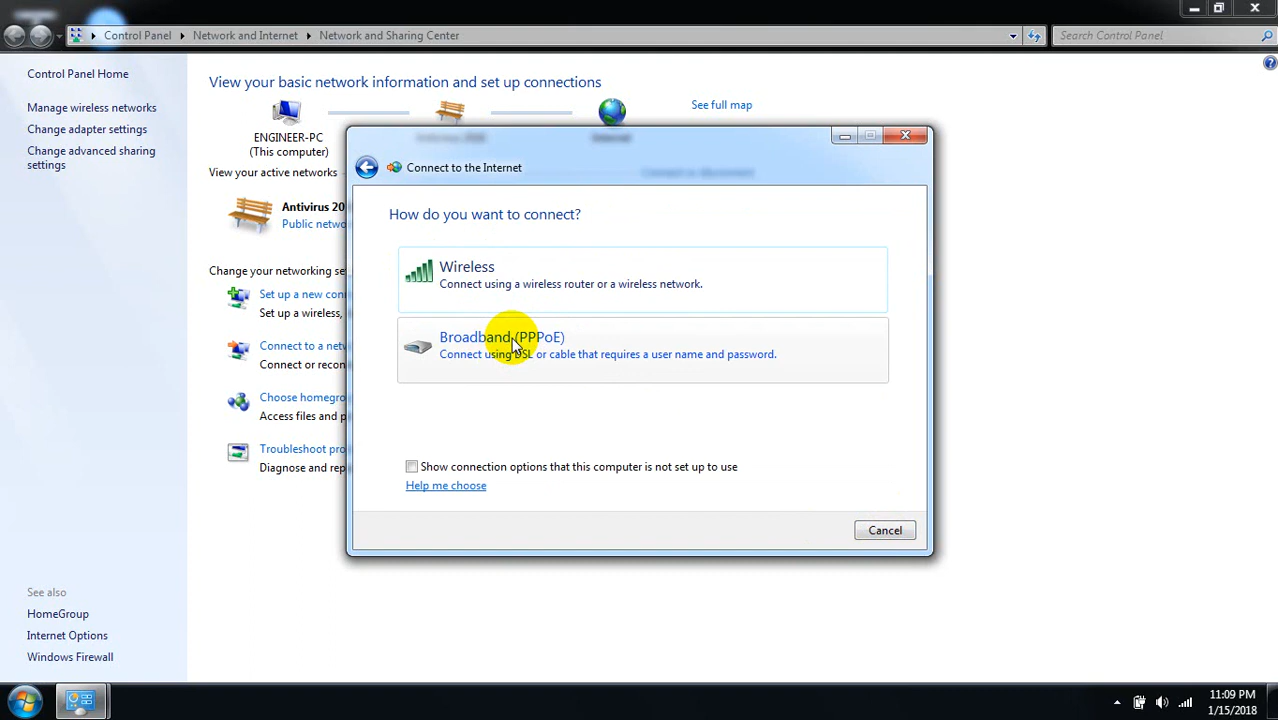 Control Panel
Network and Internet
Network and Sharing Center
Search Control Panel
Control Panel Home
Manage wireless networks
Change adapter settings
Change advanced sharing
settings
See also
HomeGroup
Internet Options
Windows Firewall
View your basic network information and set up connections
See full map
ENGINEER-PC
(This computer)
Internet
View your active networks
Connect or disconnect
Antivirus 20
Public netwo
Change your networking se
Set up a new con
Set up a wireless,
Connect to a net
Connect or reco
Choose homegro
Access files and p
Troubleshoot pro
Diagnose and rep
Connect to the Internet
How do you want to connect?
Wireless
Connect using a wireless router or a wireless network.
Broadband (PPPoE)
Connect using DSL or cable that requires a user name and password.
Show connection options that this computer is not set up to use
Help me choose
Cancel
11:09 PM
1/15/2018